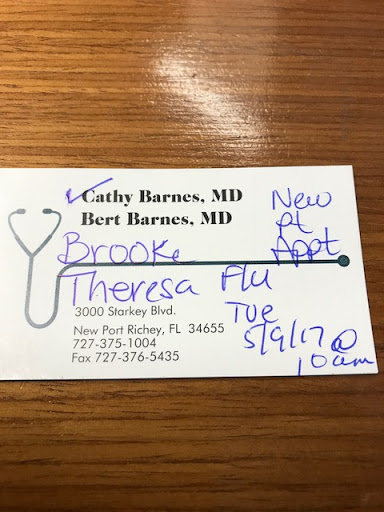 ✓Cathy Barnes, MD
Bert Barnes, MD
New
pt
Appt
Brooke
Theresa Flu
3000 Starkey Blvd.
New Port Richey, FL 34655
727-375-1004
Fax 727-376-5435
TUe
5/9/17 @
10am